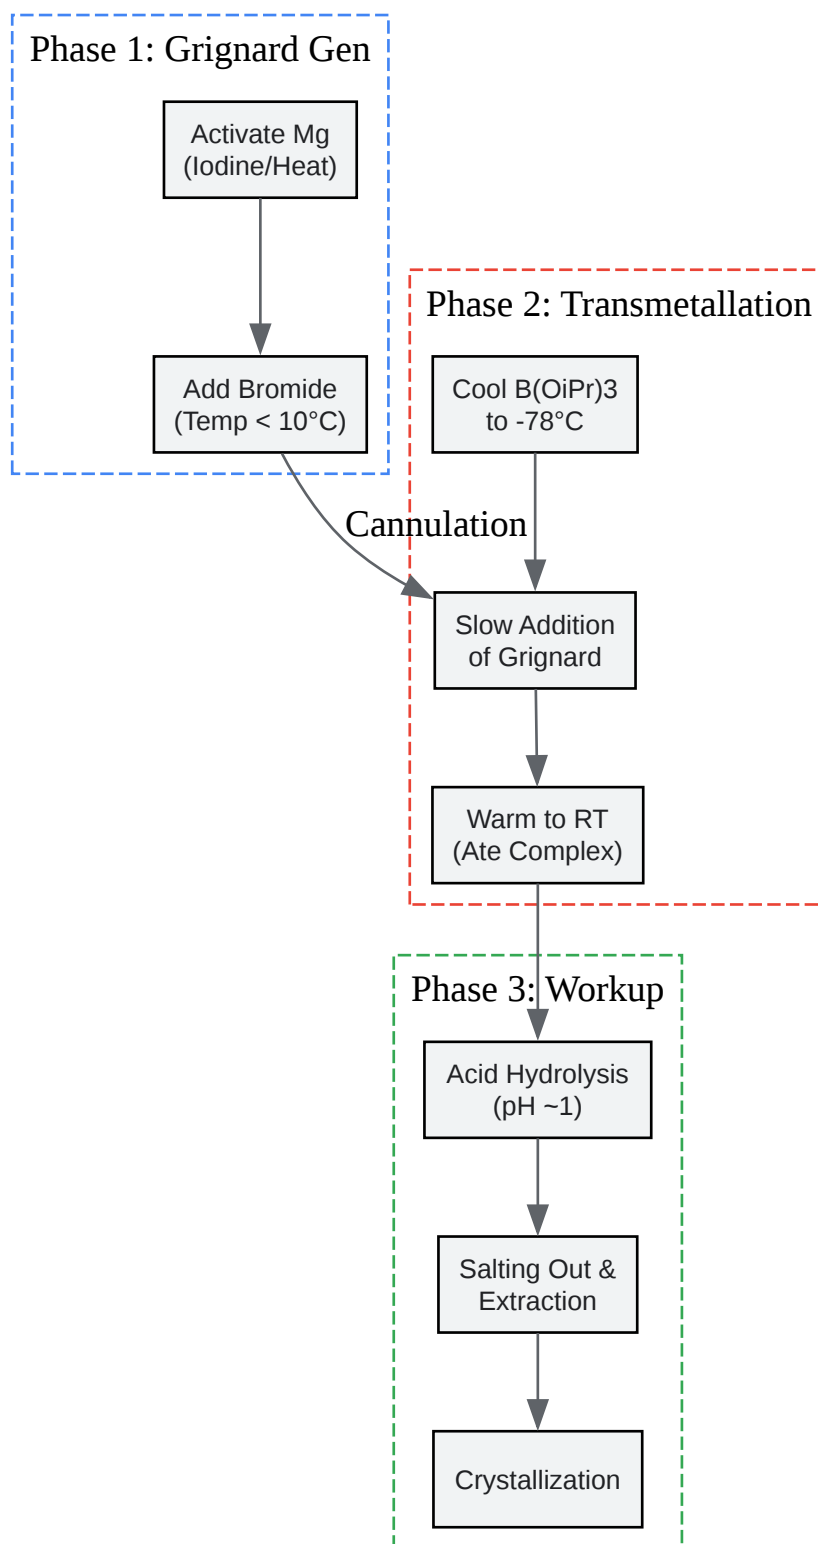 Phase 1: Grignard Gen
Activate Mg
(Iodine/Heat)
Add Bromide
(Temp < 10°C)
Phase 2: Transmetallation
Cool B(OiPr)3
to -78°C
Cannulation
Slow Addition
of Grignard
Warm to RT
(Ate Complex)
Phase 3: Workup
Acid Hydrolysis
(pH ~1)
Salting Out &
Extraction
Crystallization